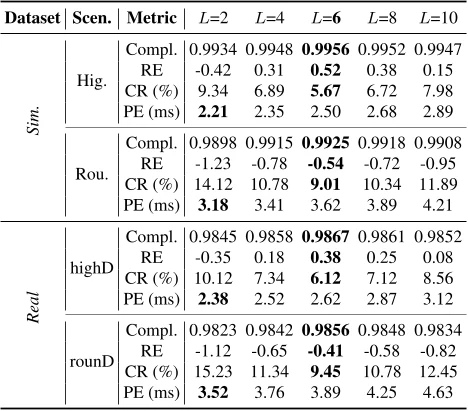 Dataset Scen. Metric L=2 L=4 L=6 L=8 L=10
Sim. Hig. Compl. 0.9934 0.9948 0.9956 0.9952 0.9947
RE -0.42 0.31 0.52 0.38 0.15
CR (%) 9.34 6.89 5.67 6.72 7.98
PE (ms) 2.21 2.35 2.50 2.68 2.89
Rou. Compl. 0.9898 0.9915 0.9925 0.9918 0.9908
RE -1.23 -0.78 -0.54 -0.72 -0.95
CR (%) 14.12 10.78 9.01 10.34 11.89
PE (ms) 3.18 3.41 3.62 3.89 4.21
Real highD Compl. 0.9845 0.9858 0.9867 0.9861 0.9852
RE -0.35 0.18 0.38 0.25 0.08
CR (%) 10.12 7.34 6.12 7.12 8.56
PE (ms) 2.38 2.52 2.62 2.87 3.12
rounD Compl. 0.9823 0.9842 0.9856 0.9848 0.9834
RE -1.12 -0.65 -0.41 -0.58 -0.82
CR (%) 15.23 11.34 9.45 10.78 12.45
PE (ms) 3.52 3.76 3.89 4.25 4.63